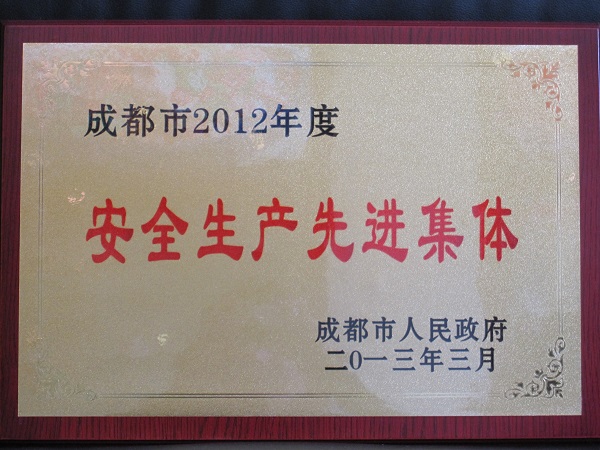 成都市2012年度
安全生产先进集体
成都市人民政府
二0一三年三月